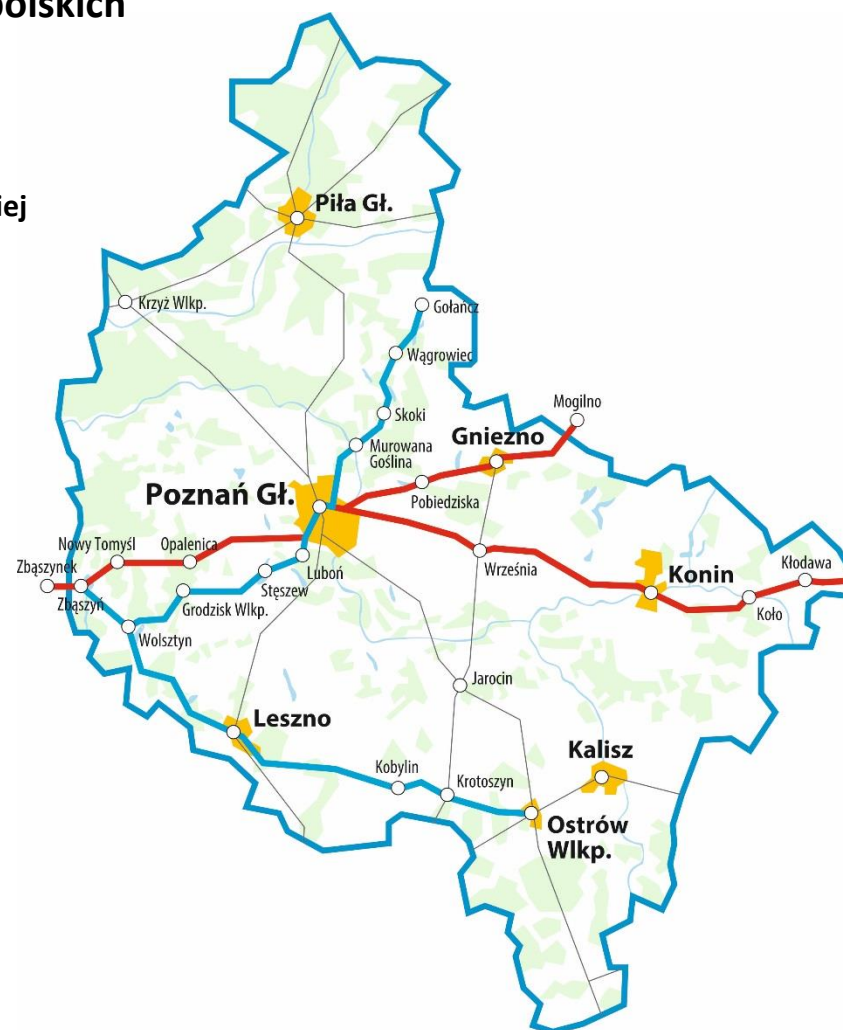 polskich
iej
Piła Gł.
Krzyż Wlkp.
Gołańcz
Wągrowiec
Skoki
Mogilno
Murowana
Goślina
Gniezno
Poznań Gł.
Pobiedziska
Nowy Tomyśl
Opalenica
Zbąszynek
Zbąszyń
Luboń
Stęszew
Grodzisk Wlkp.
Września
Konin
Kłodawa
Koło
Wolsztyn
Jarocin
Leszno
Kobylin
Krotoszyn
Kalisz
Ostrów
Wlkp.